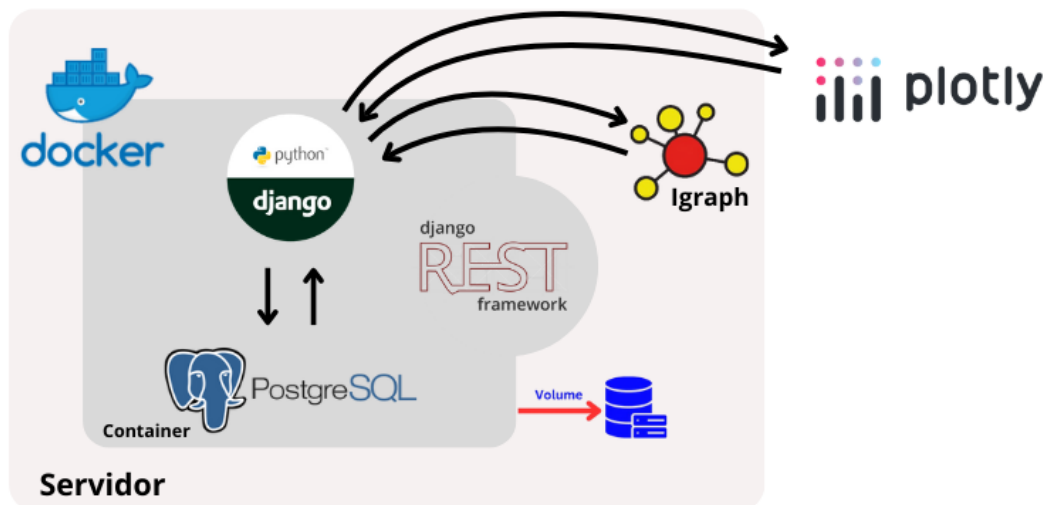 docker
python
django
plotly
Igraph
django
REST
framework
PostgreSQL
Volume
Container
Servidor